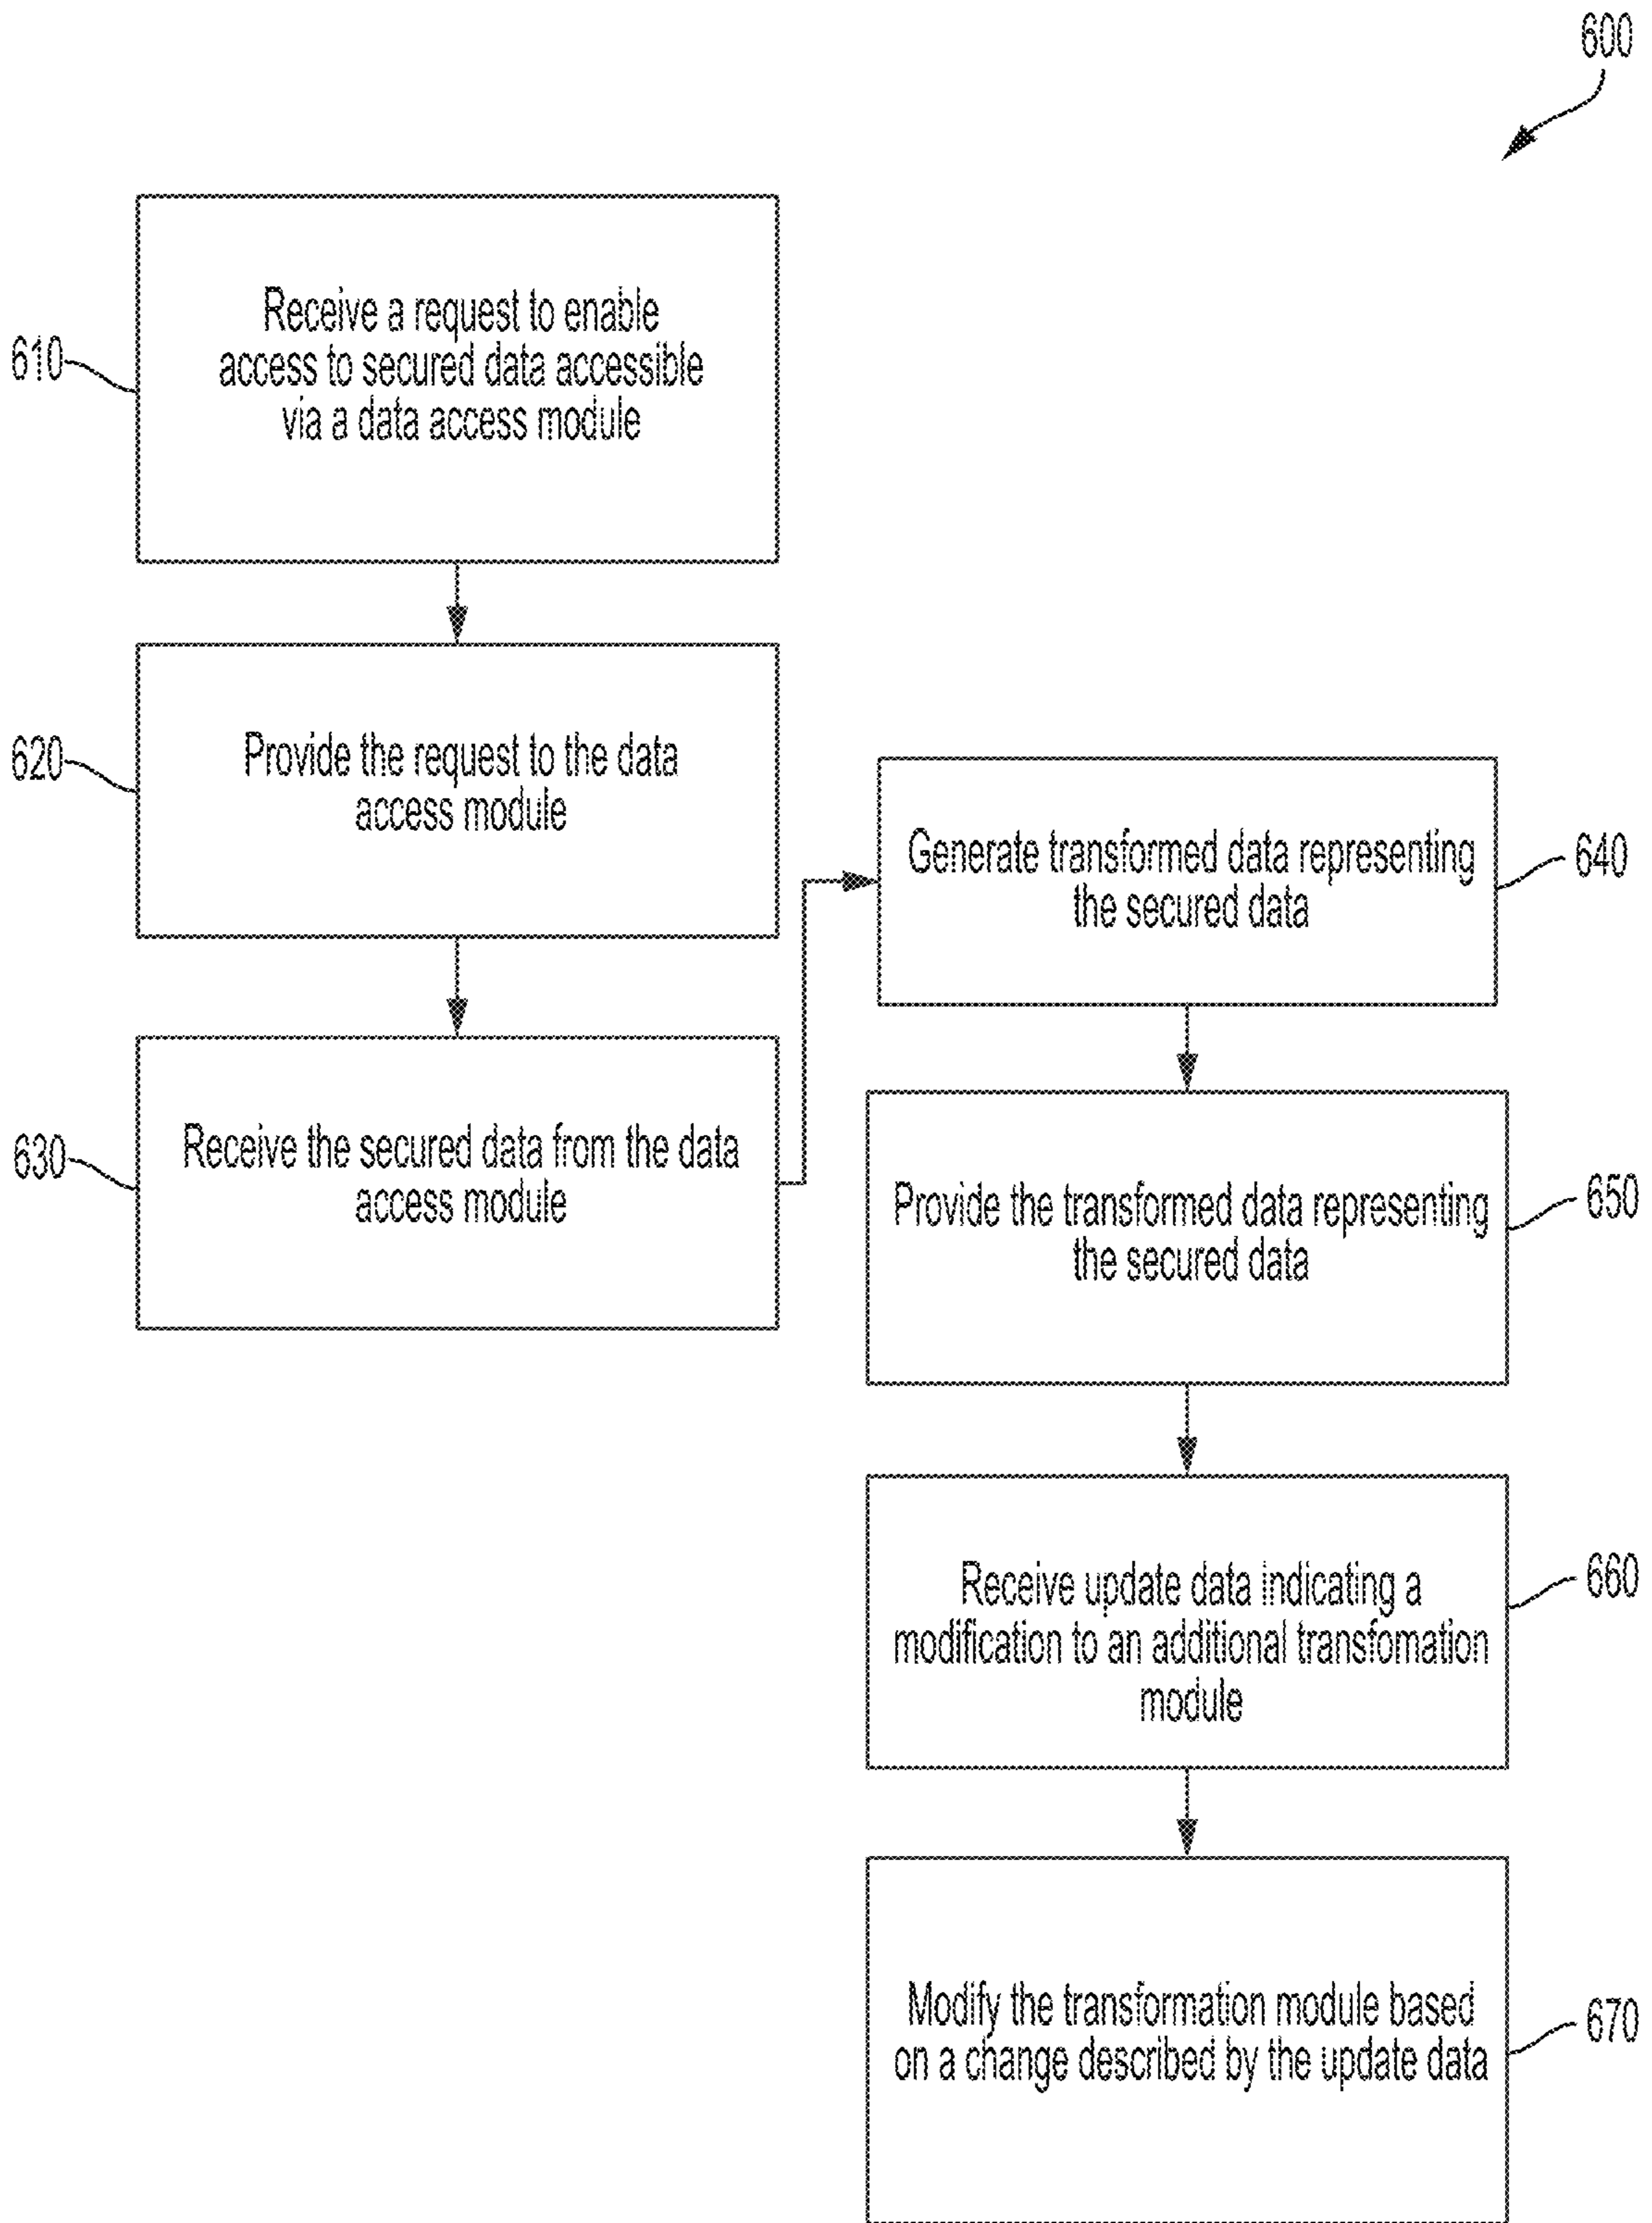 600
610
Receive a request to enable
access to secured data accessible
via a data access module
620
Provide the request to the data
access module
630
Receive the secured data from the data
access module
Generate transformed data representing
the secured data
640
Provide the transformed data representing
the secured data
650
Receive update data indicating a
modification to an additional transfomation
module
660
Modify the transformation module based
on a change described by the update data
670